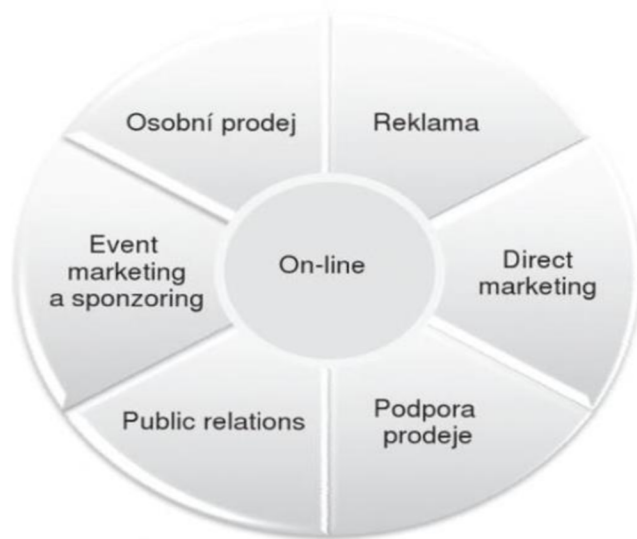 Osobní prodej
Reklama
Event
marketing
a sponzoring
On-line
Direct
marketing
Public relations
Podpora
prodeje